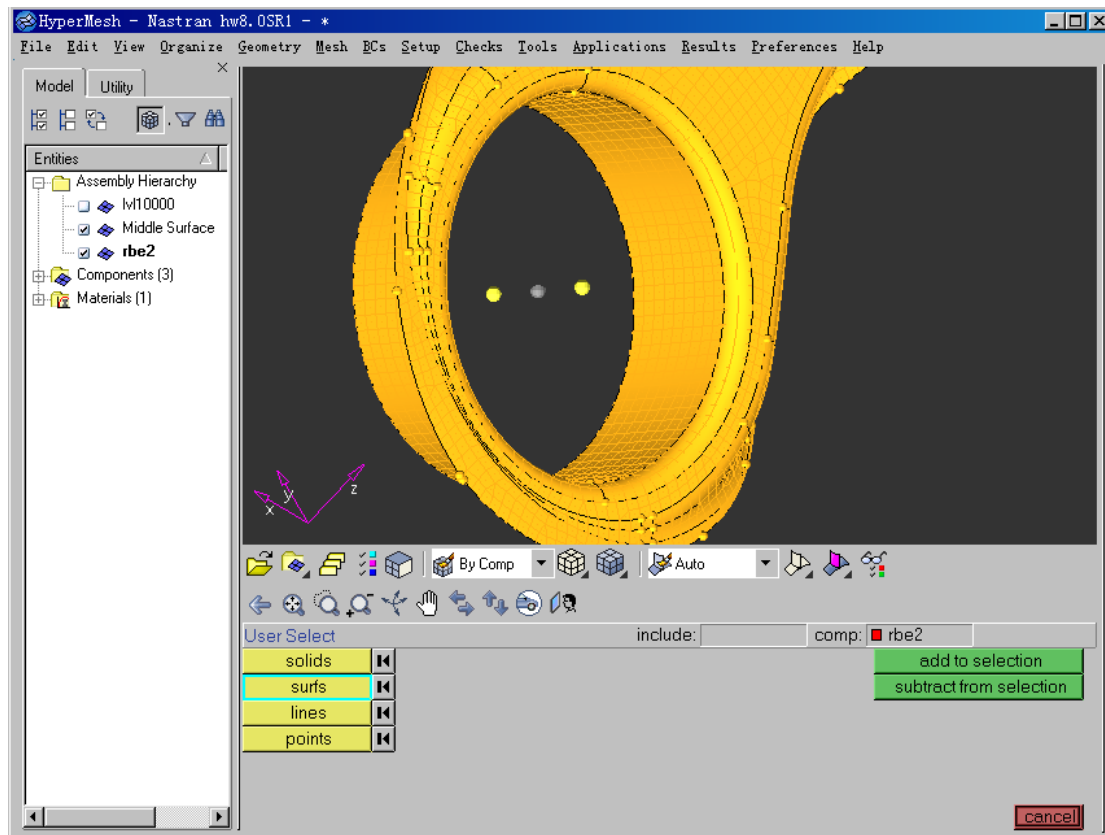 HyperMesh - Nastran hw8.0SR1 - *
File Edit View Organize Geometry Mesh BCs Setup Checks Tools Applications Results Preferences Help
Model Utility
Entities
Assembly Hierarchy
lvl10000
Middle Surface
rbe2
Components (3)
Materials (1)
x y z
By Comp Auto
User Select include: comp: rbe2
solids add to selection
surfs subtract from selection
lines
points
cancel